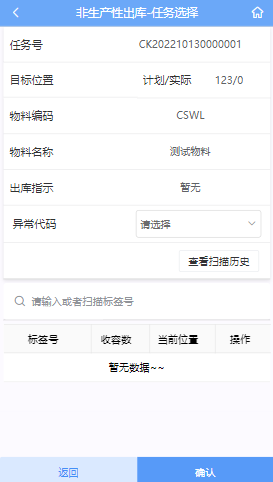 非生产性出库-任务选择
任务号 CK202210130000001
目标位置 计划/实际 123/0
物料编码 CSWL
物料名称 测试物料
出库指示 暂无
异常代码 请选择
查看扫描历史
请输入或者扫描标签号
标签号 收容数 当前位置 操作
暂无数据~~
返回 确认